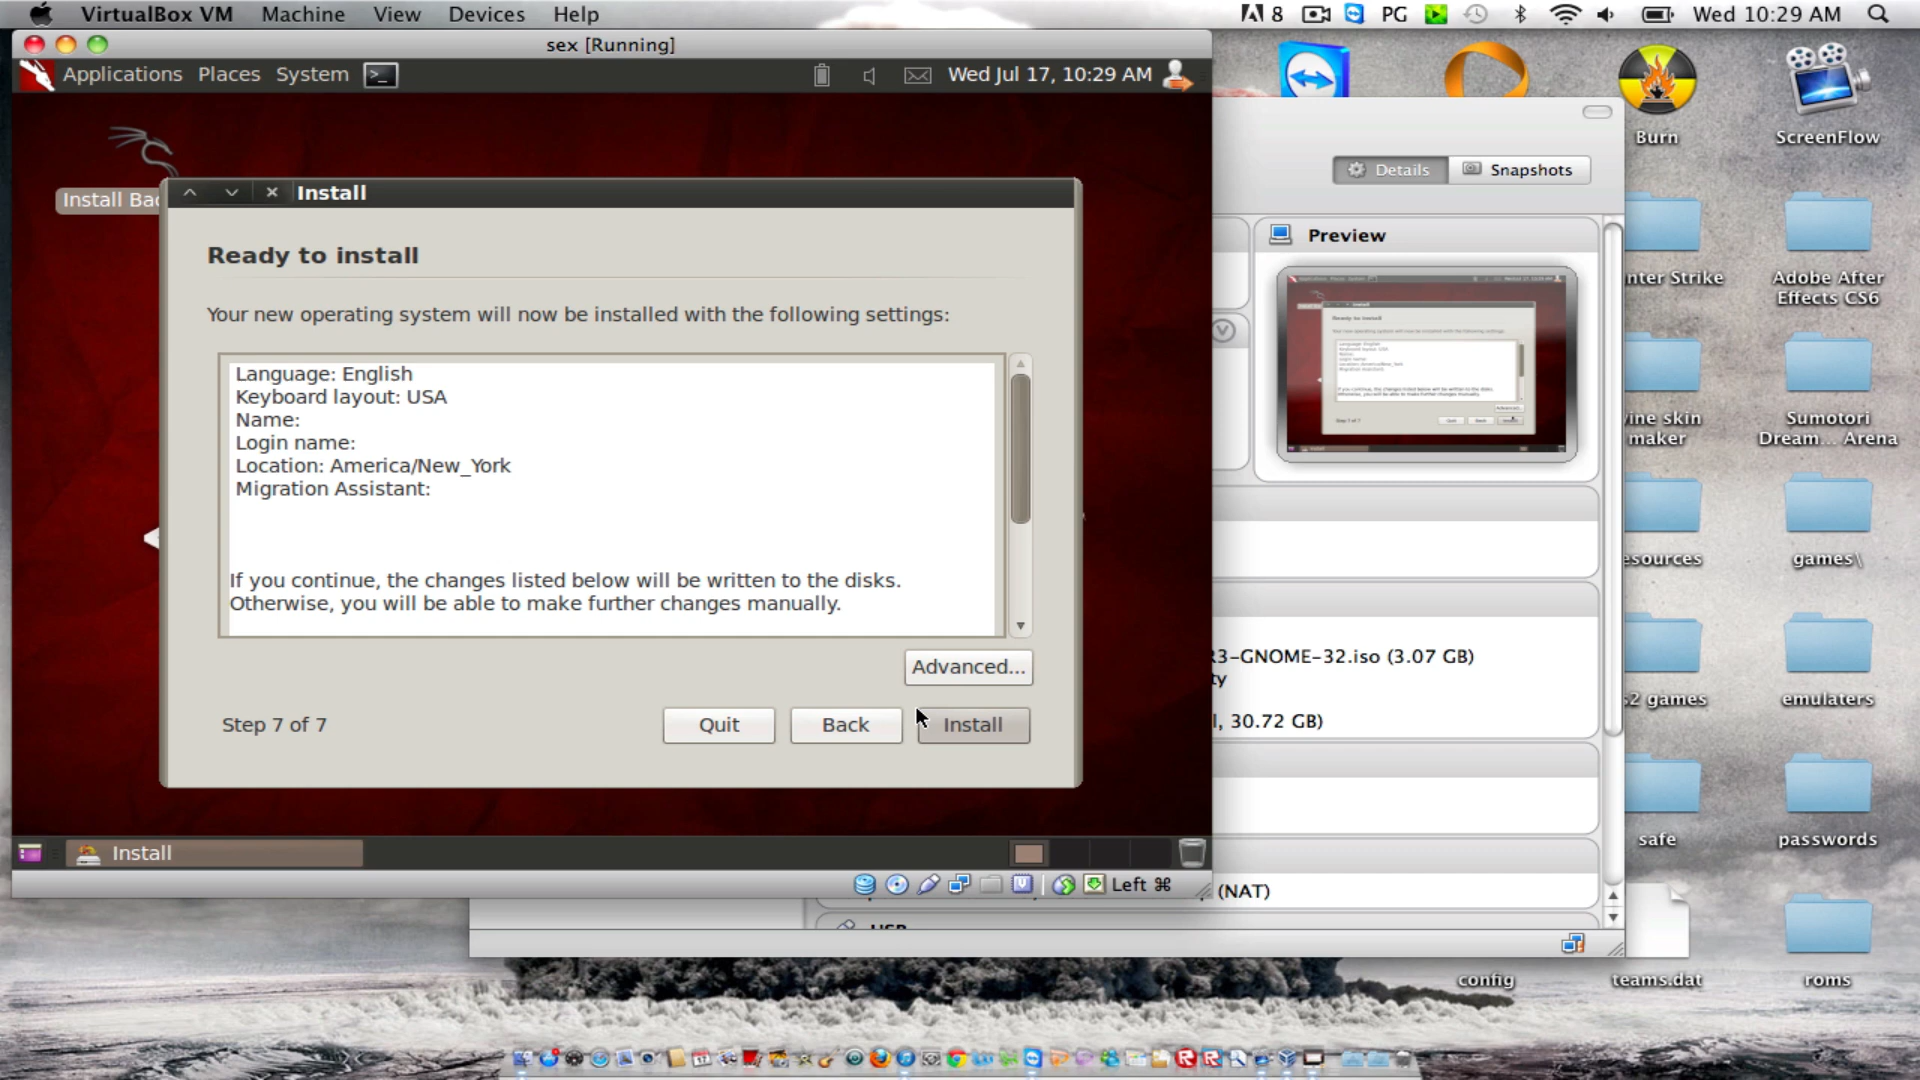 VirtualBox VM Machine View Devices Help
8 PG Wed 10:29 AM
sex [Running]
Applications Places System
Wed Jul 17, 10:29 AM
Install Bac
Install
Ready to install
Your new operating system will now be installed with the following settings:
Language: English
Keyboard layout: USA
Name:
Login name:
Location: America/New_York
Migration Assistant:
If you continue, the changes listed below will be written to the disks.
Otherwise, you will be able to make further changes manually.
Advanced...
Step 7 of 7
Quit
Back
Install
Install
Left ⌘
Details
Snapshots
Preview
R3-GNOME-32.iso (3.07 GB)
ty
l, 30.72 GB)
(NAT)
USB
Burn
ScreenFlow
nter Strike
Adobe After
Effects CS6
vine skin
maker
Sumotori
Dream... Arena
esources
games\
s2 games
emulaters
safe
passwords
config
teams.dat
roms